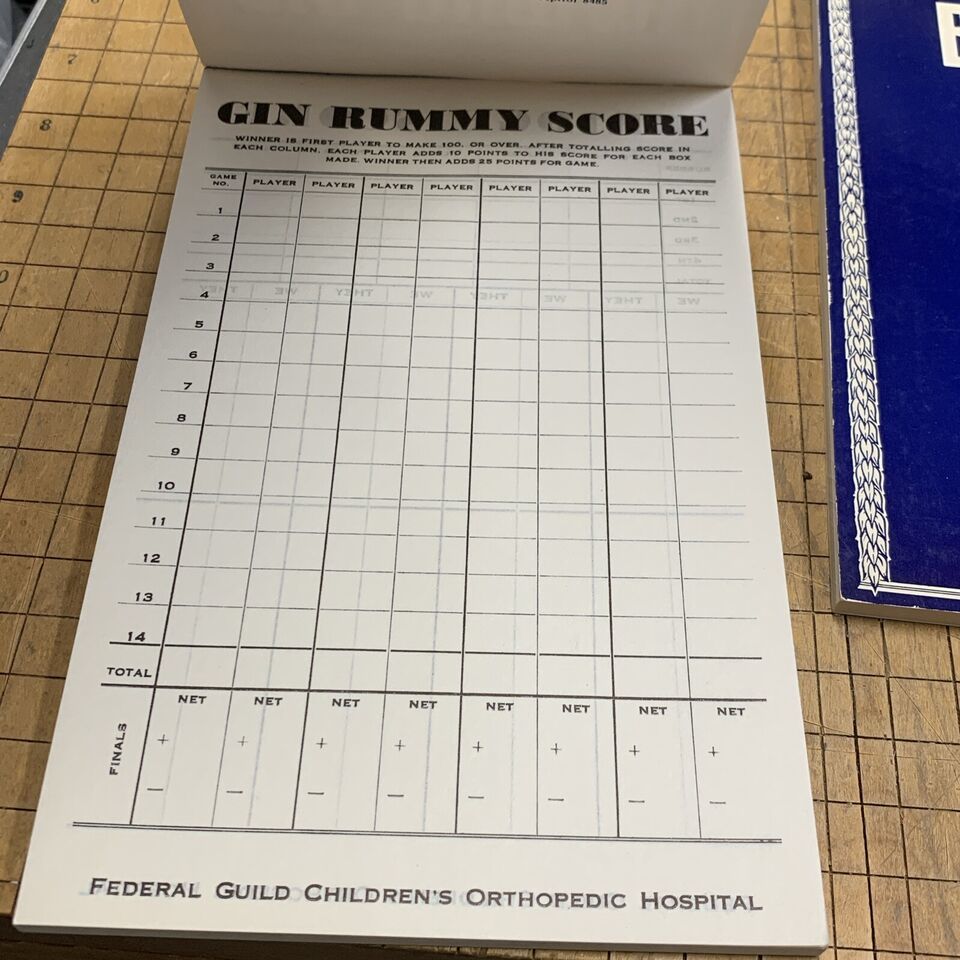 8485
GIN RUMMY SCORE
WINNER IS FIRST PLAYER TO MAKE 100, OR OVER. AFTER TOTALLING SCORE IN
EACH COLUMN, EACH PLAYER ADDS 10 POINTS TO HIS SCORE FOR EACH BOX
MADE. WINNER THEN ADDS 25 POINTS FOR GAME.
GAME NO. PLAYER PLAYER PLAYER PLAYER PLAYER PLAYER PLAYER PLAYER
1
2
3
4
5
6
7
8
9
10
11
12
13
14
TOTAL
NET NET NET NET NET NET NET NET
FINALS
+ + + + + + + +
— — — — — — — —
FEDERAL GUILD CHILDREN'S ORTHOPEDIC HOSPITAL
7
8
9